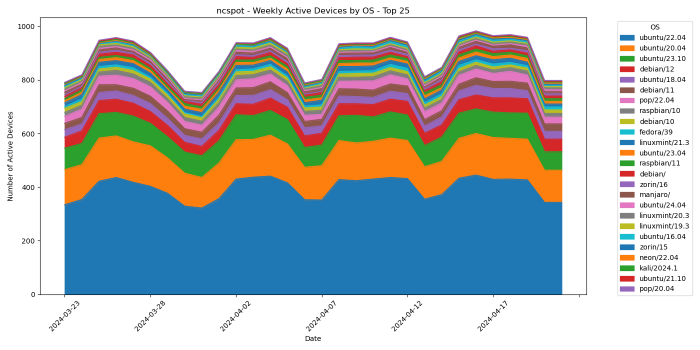 ncspot - Weekly Active Devices by OS - Top 25
Number of Active Devices
1000
800
600
400
200
0
2024-03-23
2024-03-28
2024-04-02
2024-04-07
2024-04-12
2024-04-17
Date
OS
ubuntu/22.04
ubuntu/20.04
ubuntu/23.10
debian/12
ubuntu/18.04
debian/11
pop/22.04
raspbian/10
debian/10
fedora/39
linuxmint/21.3
ubuntu/23.04
raspbian/11
debian/
zorin/16
manjaro/
ubuntu/24.04
linuxmint/20.3
linuxmint/19.3
ubuntu/16.04
zorin/15
neon/22.04
kali/2024.1
ubuntu/21.10
pop/20.04